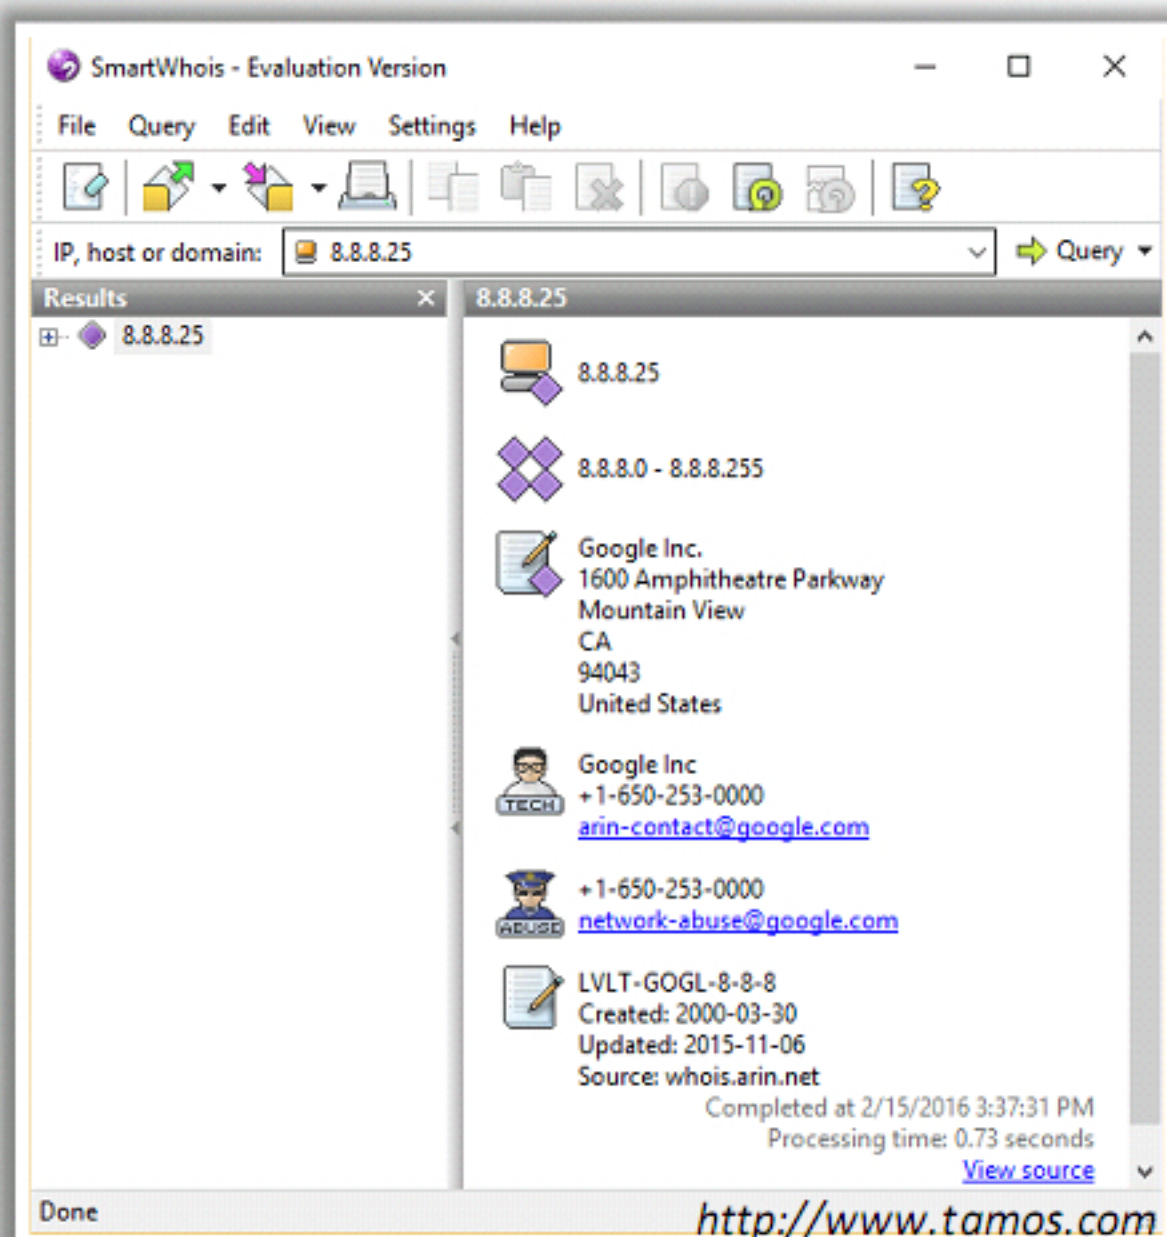 SmartWhois - Evaluation Version
File Query Edit View Settings Help
IP, host or domain: 8.8.8.25 Query
Results
8.8.8.25
8.8.8.25
8.8.8.25
8.8.8.0 - 8.8.8.255
Google Inc.
1600 Amphitheatre Parkway
Mountain View
CA
94043
United States
Google Inc
TECH +1-650-253-0000
arin-contact@google.com
+1-650-253-0000
ABUSE network-abuse@google.com
LVLT-GOGL-8-8-8
Created: 2000-03-30
Updated: 2015-11-06
Source: whois.arin.net
Completed at 2/15/2016 3:37:31 PM
Processing time: 0.73 seconds
View source
Done
http://www.tamos.com